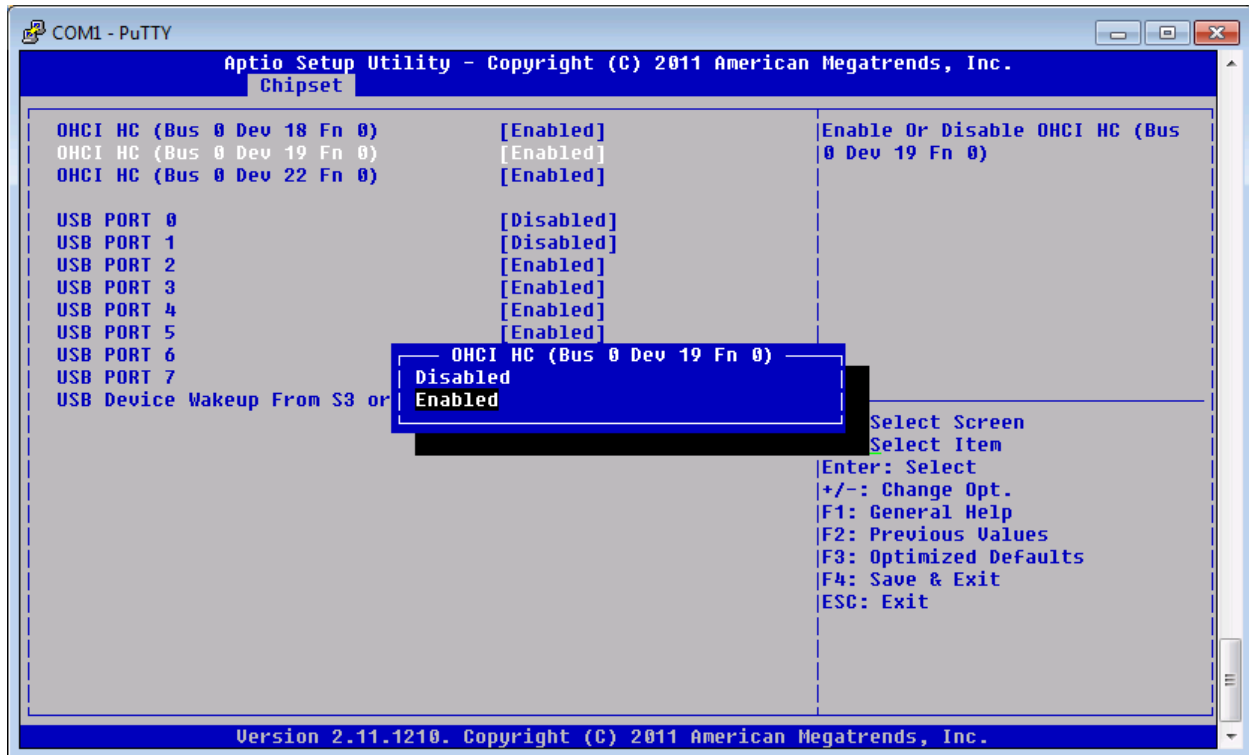 COM1 - PuTTY
Aptio Setup Utility - Copyright (C) 2011 American Megatrends, Inc.
Chipset
OHCI HC (Bus 0 Dev 18 Fn 0) [Enabled]
OHCI HC (Bus 0 Dev 19 Fn 0) [Enabled]
OHCI HC (Bus 0 Dev 22 Fn 0) [Enabled]
USB PORT 0 [Disabled]
USB PORT 1 [Disabled]
USB PORT 2 [Enabled]
USB PORT 3 [Enabled]
USB PORT 4 [Enabled]
USB PORT 5 [Enabled]
USB PORT 6
USB PORT 7
USB Device Wakeup From S3 or
OHCI HC (Bus 0 Dev 19 Fn 0)
Disabled
Enabled
Enable Or Disable OHCI HC (Bus
0 Dev 19 Fn 0)
Select Screen
Select Item
Enter: Select
+/-: Change Opt.
F1: General Help
F2: Previous Values
F3: Optimized Defaults
F4: Save & Exit
ESC: Exit
Version 2.11.1210. Copyright (C) 2011 American Megatrends, Inc.